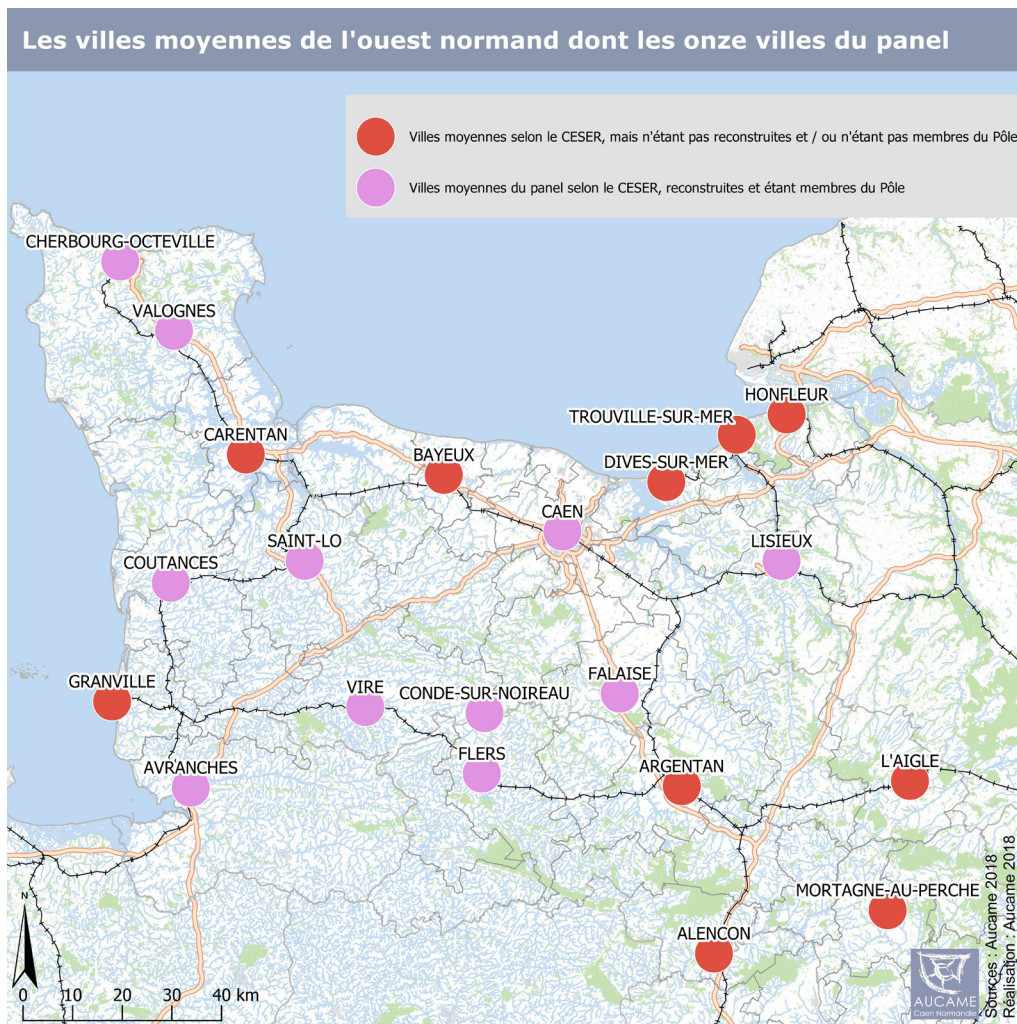 Les villes moyennes de l'ouest normand dont les onze villes du panel
Villes moyennes selon le CESER, mais n'étant pas reconstruites et / ou n'étant pas membres du Pôle
Villes moyennes du panel selon le CESER, reconstruites et étant membres du Pôle
CHERBOURG-OCTEVILLE
VALOGNES
HONFLEUR
TROUVILLE-SUR-MER
CARENTAN
BAYEUX
DIVES-SUR-MER
CAEN
SAINT-LO
LISIEUX
COUTANCES
GRANVILLE
VIRE
CONDE-SUR-NOIREAU
FALAISE
FLERS
AVRANCHES
ARGENTAN
L'AIGLE
MORTAGNE-AU-PERCHE
ALENCON
N
0 10 20 30 40 km
AUCAME
Caen Normandie
Sources : Aucame 2018
Réalisation : Aucame 2018